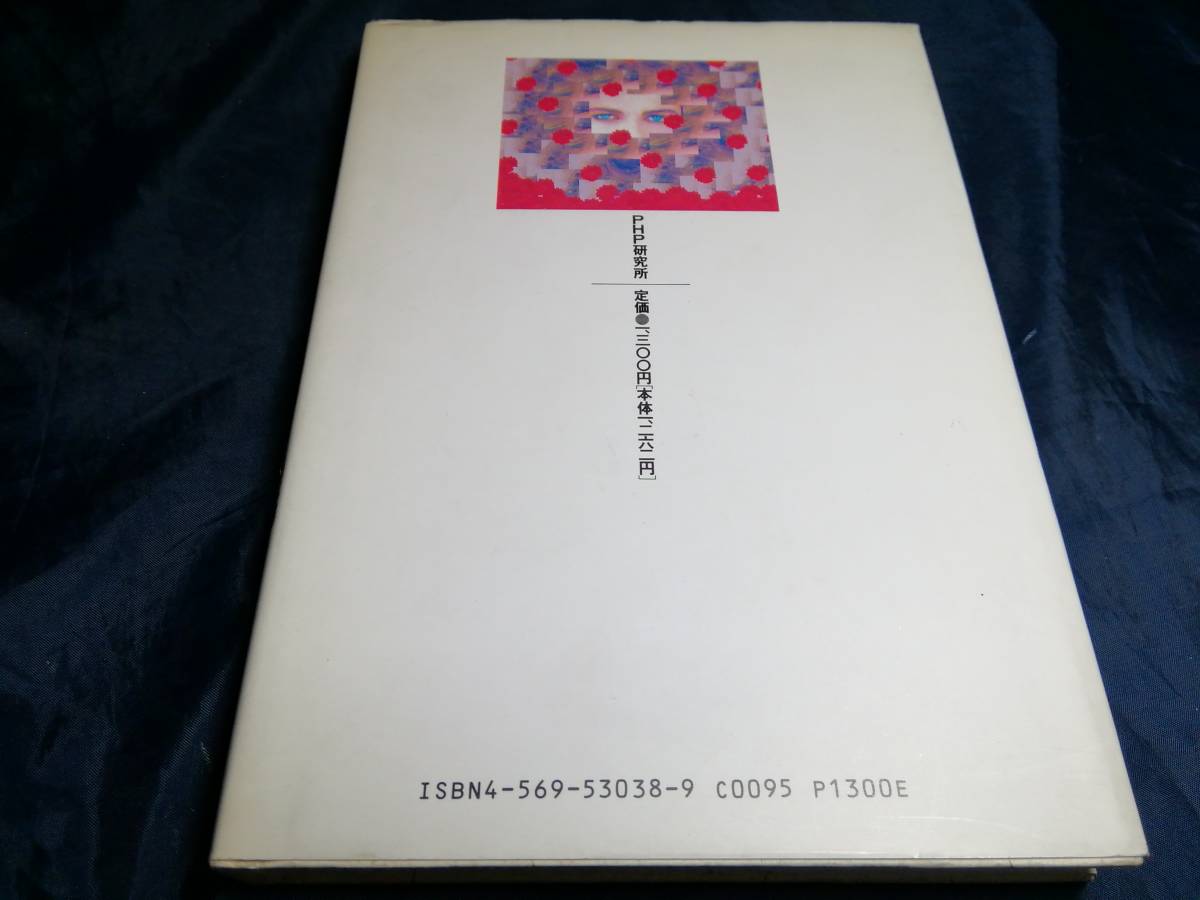 PHP研究所
定価●一、三〇〇円[本体一、二六二円]
ISBN4-569-53038-9 C0095 P1300E